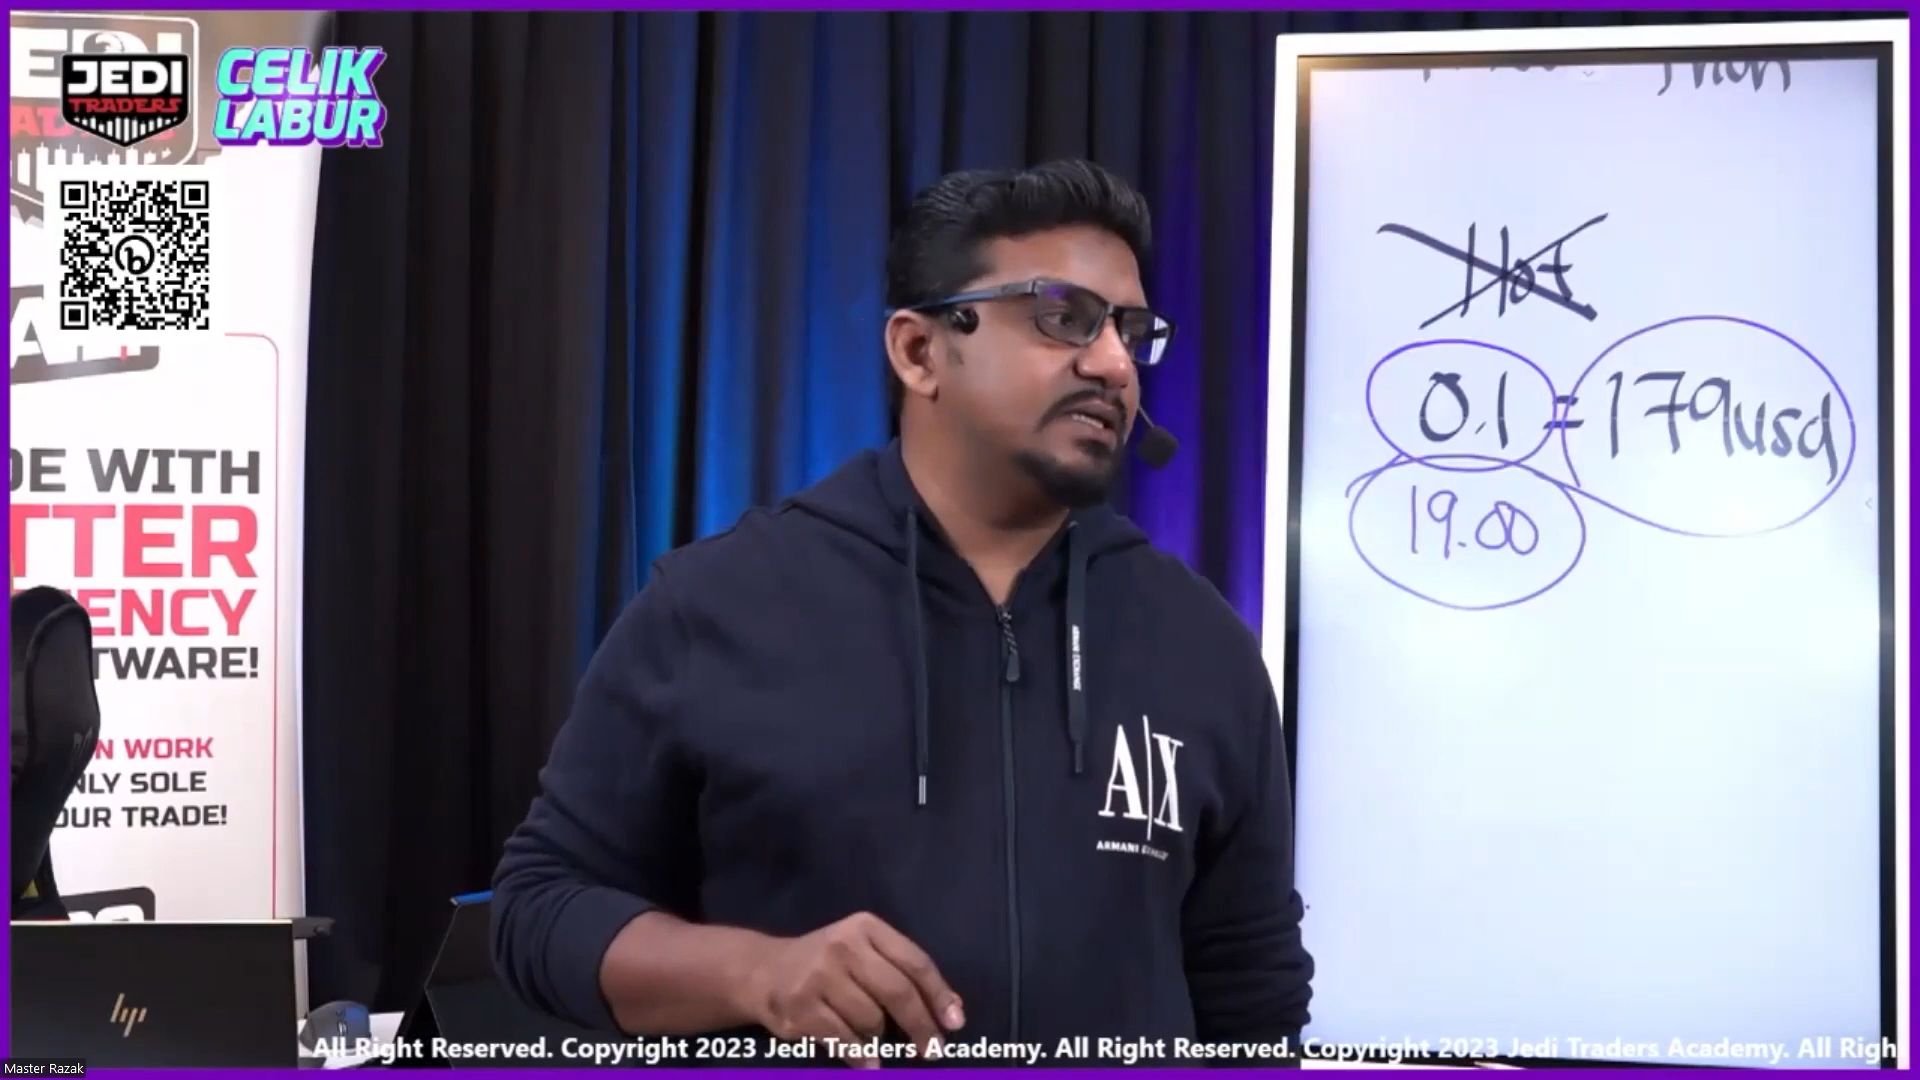 JEDI
TRADERS
CELIK
LABUR
DE WITH
TTER
IENCY
TWARE!
N WORK
NLY SOLE
OUR TRADE!
hp
A|X
ARMANI
Hot
0.1 = 179usd
19.00
All Right Reserved. Copyright 2023 Jedi Traders Academy. All Right Reserved. Copyright 2023 Jedi Traders Academy. All Righ
Master Razak